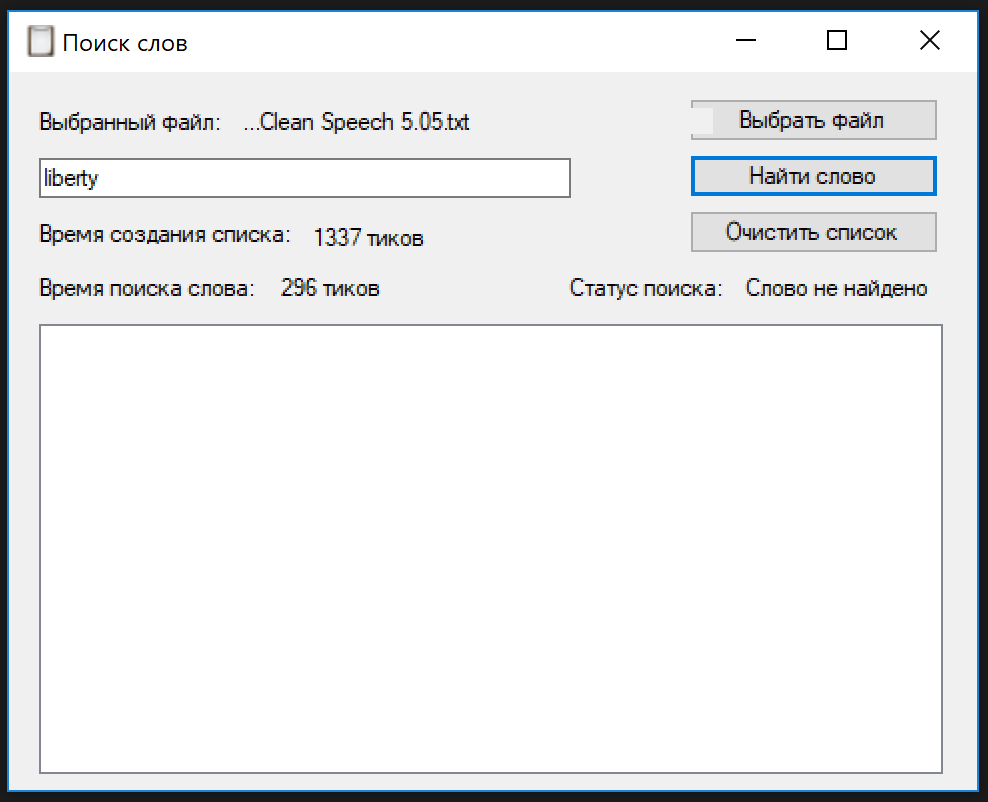 Поиск слов
Выбранный файл: ...Clean Speech 5.05.txt
Выбрать файл
liberty
Найти слово
Время создания списка: 1337 тиков
Очистить список
Время поиска слова: 296 тиков
Статус поиска: Слово не найдено